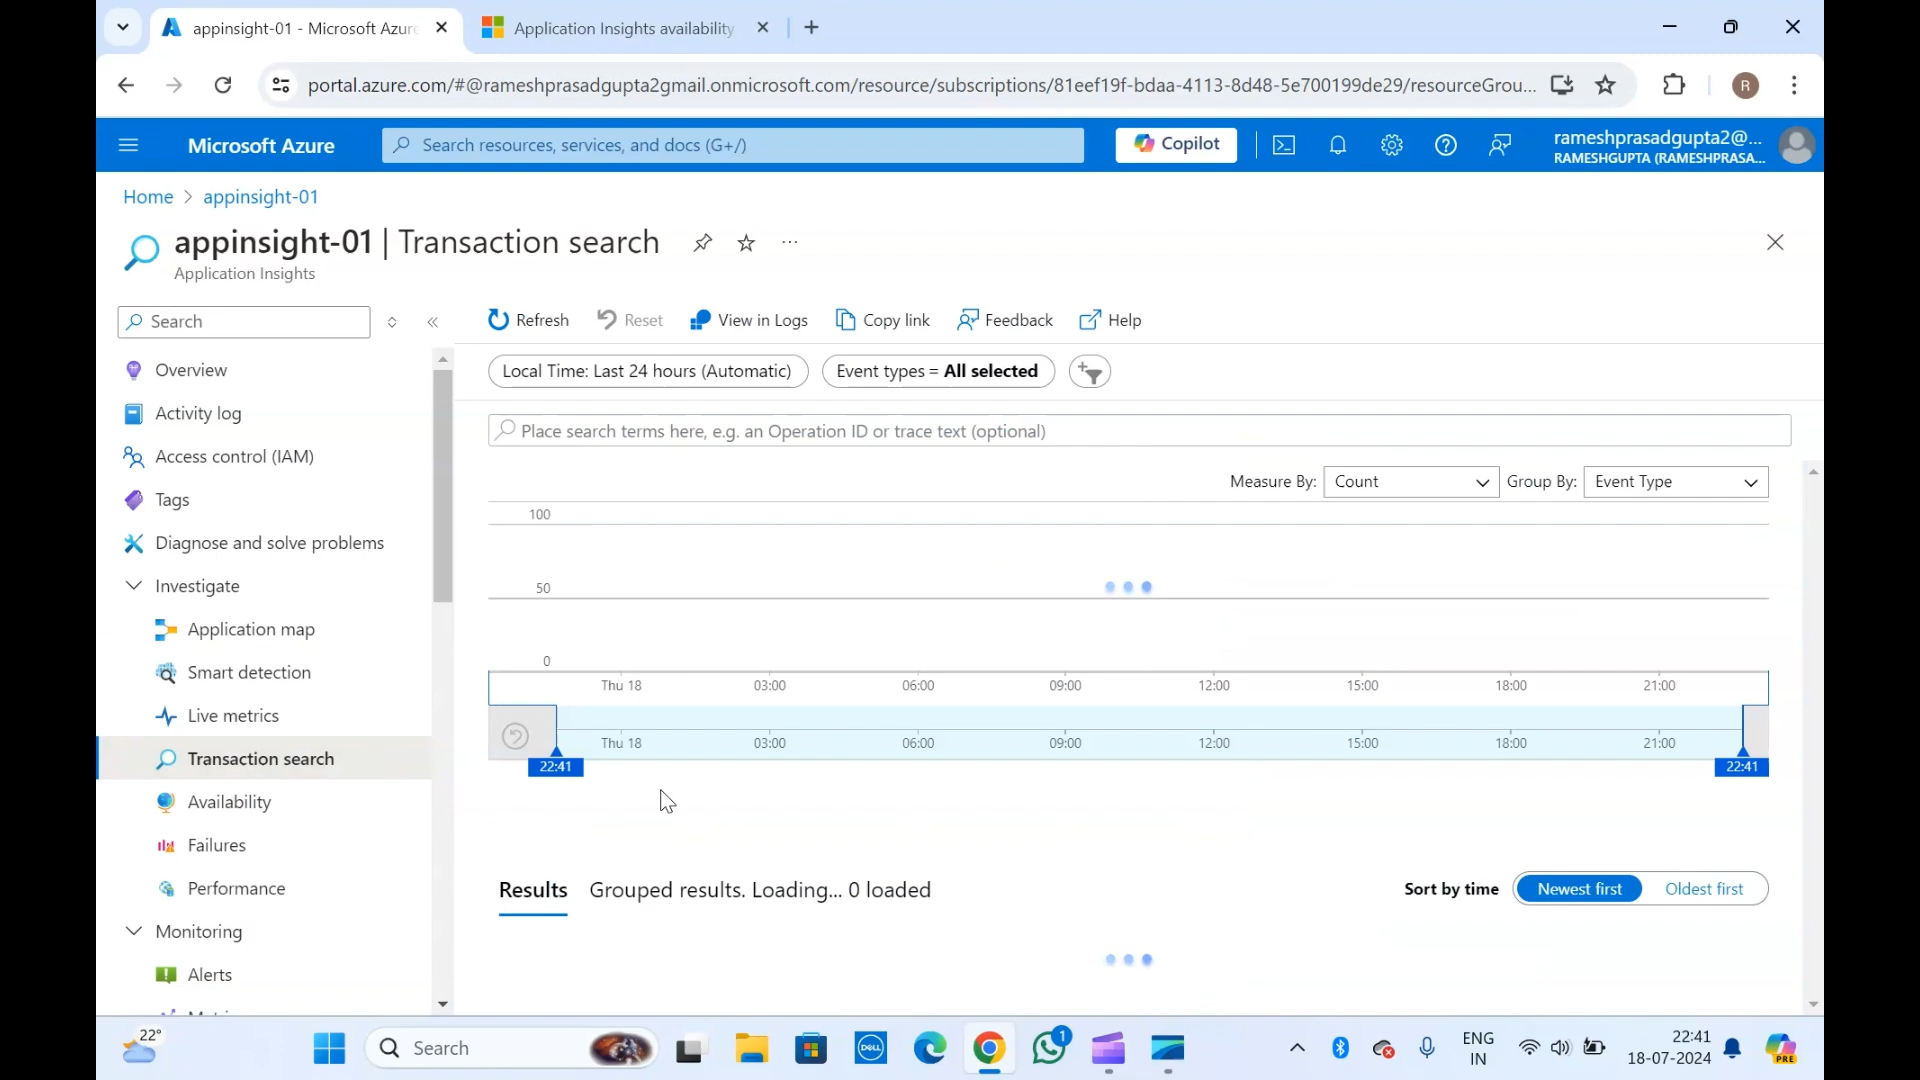 appinsight-01 - Microsoft Azure
Application Insights availability
portal.azure.com/#@rameshprasadgupta2gmail.onmicrosoft.com/resource/subscriptions/81eef19f-bdaa-4113-8d48-5e700199de29/resourceGrou...
R
Microsoft Azure
Search resources, services, and docs (G+/)
Copilot
rameshprasadgupta2@...
RAMESHGUPTA (RAMESHPRASA...
Home > appinsight-01
appinsight-01 | Transaction search
Application Insights
Search
Refresh
Reset
View in Logs
Copy link
Feedback
Help
Overview
Activity log
Access control (IAM)
Tags
Diagnose and solve problems
Investigate
Application map
Smart detection
Live metrics
Transaction search
Availability
Failures
Performance
Monitoring
Alerts
Local Time: Last 24 hours (Automatic)
Event types = All selected
Place search terms here, e.g. an Operation ID or trace text (optional)
Measure By: Count
Group By: Event Type
100
50
0
Thu 18 03:00 06:00 09:00 12:00 15:00 18:00 21:00
Thu 18 03:00 06:00 09:00 12:00 15:00 18:00 21:00
22:41 22:41
Results Grouped results. Loading... 0 loaded
Sort by time Newest first Oldest first
22°
Search
DELL
1
ENG
IN
22:41
18-07-2024
PRE